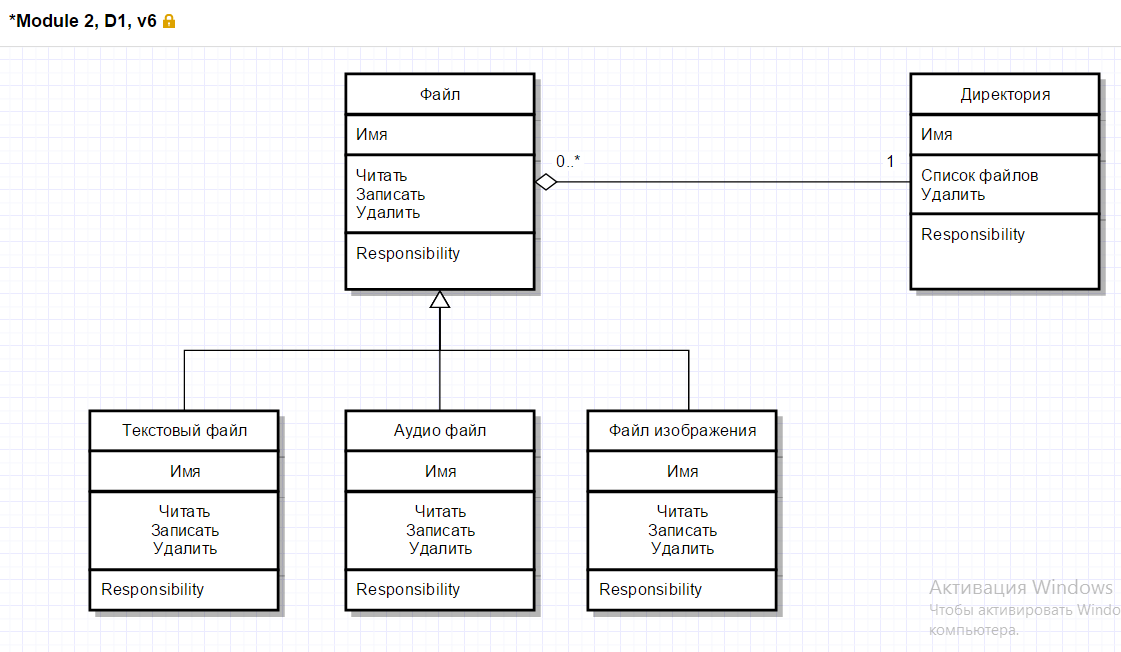 *Module 2, D1, v6
Файл
Имя
Читать
Записать
Удалить
Responsibility
0..*
1
Директория
Имя
Список файлов
Удалить
Responsibility
Текстовый файл
Имя
Читать
Записать
Удалить
Responsibility
Аудио файл
Имя
Читать
Записать
Удалить
Responsibility
Файл изображения
Имя
Читать
Записать
Удалить
Responsibility
Активация Windows
Чтобы активировать Windo
компьютера.